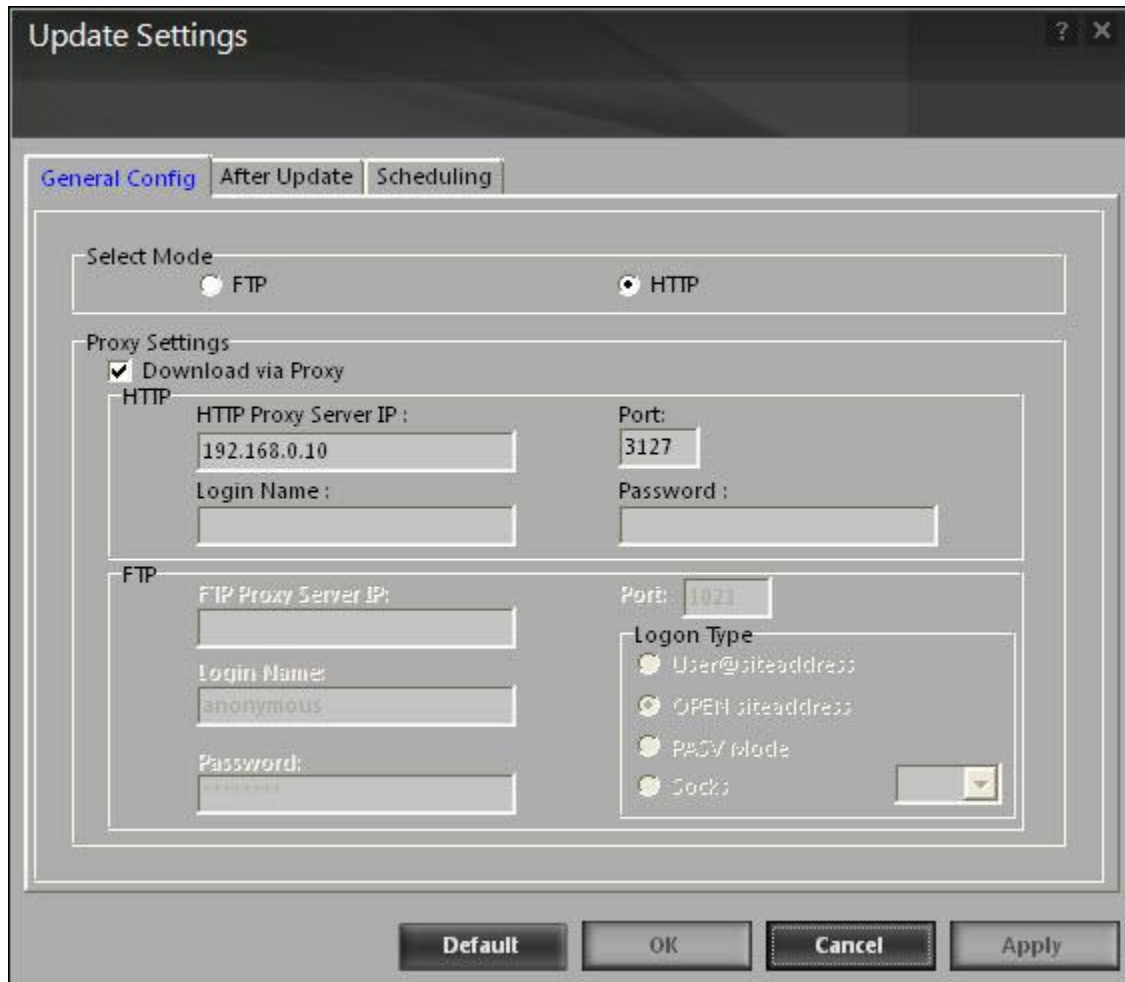 Update Settings
? X
General Config After Update Scheduling
Select Mode
FTP HTTP
Proxy Settings
Download via Proxy
HTTP
HTTP Proxy Server IP : Port:
192.168.0.10 3127
Login Name : Password :
FTP
FTP Proxy Server IP: Port: 1021
Logon Type
User@siteaddress
Login Name:
anonymous OPEN siteaddress
PASV Mode
Password:
******** Socks
Default OK Cancel Apply